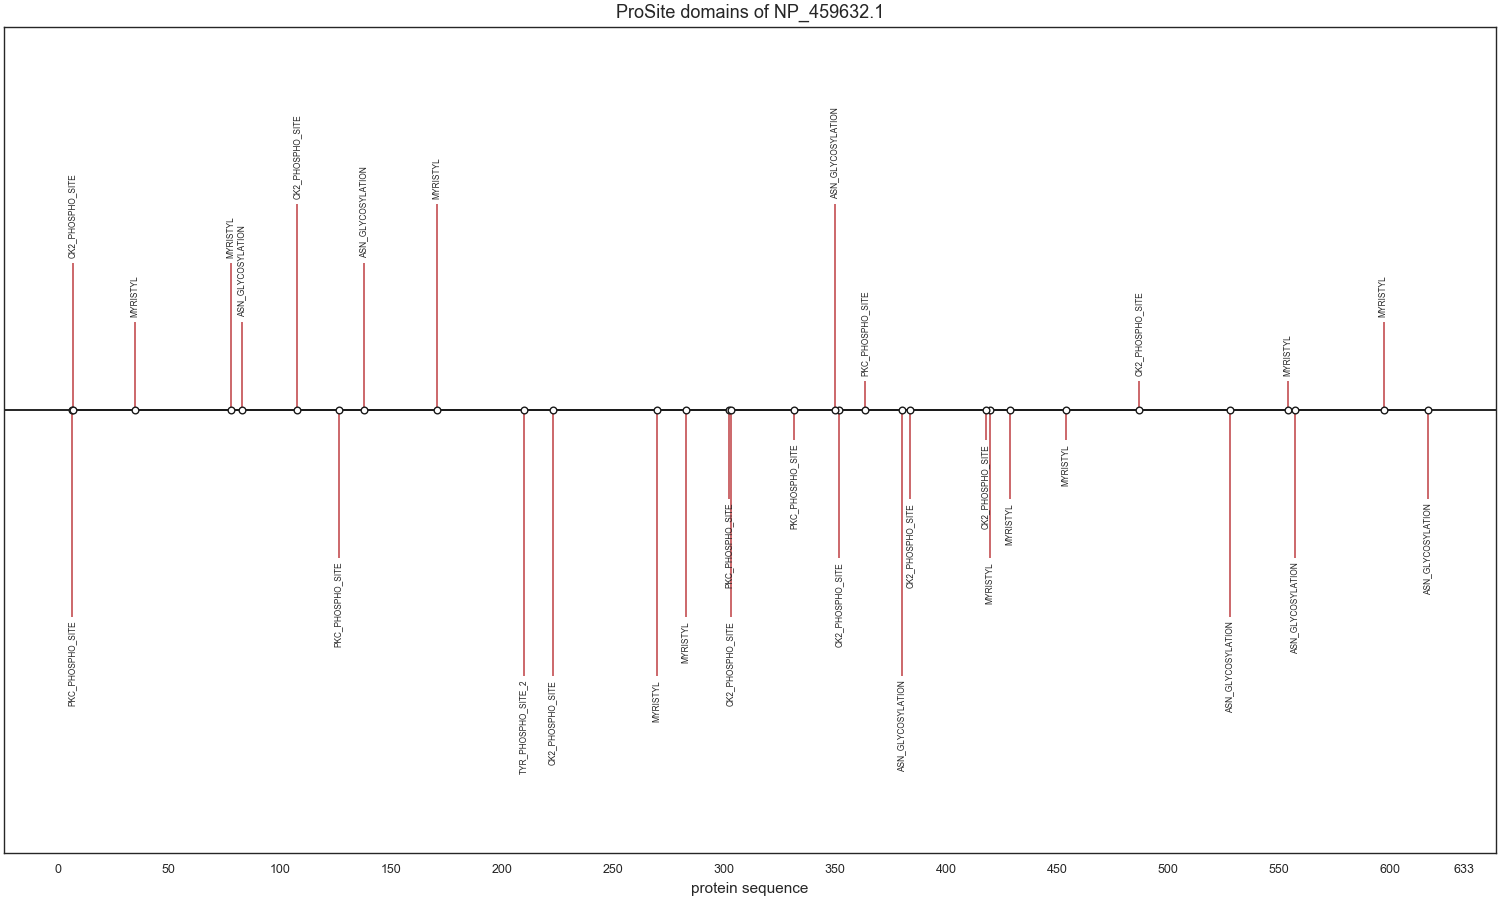 ProSite domains of NP_459632.1
CK2_PHOSPHO_SITE
MYRISTYL
MYRISTYL
ASN_GLYCOSYLATION
CK2_PHOSPHO_SITE
ASN_GLYCOSYLATION
MYRISTYL
ASN_GLYCOSYLATION
PKC_PHOSPHO_SITE
CK2_PHOSPHO_SITE
MYRISTYL
MYRISTYL
PKC_PHOSPHO_SITE
PKC_PHOSPHO_SITE
TYR_PHOSPHO_SITE_2
CK2_PHOSPHO_SITE
MYRISTYL
MYRISTYL
PKC_PHOSPHO_SITE
CK2_PHOSPHO_SITE
PKC_PHOSPHO_SITE
CK2_PHOSPHO_SITE
ASN_GLYCOSYLATION
CK2_PHOSPHO_SITE
CK2_PHOSPHO_SITE
MYRISTYL
MYRISTYL
MYRISTYL
ASN_GLYCOSYLATION
ASN_GLYCOSYLATION
ASN_GLYCOSYLATION
0 50 100 150 200 250 300 350 400 450 500 550 600 633
protein sequence